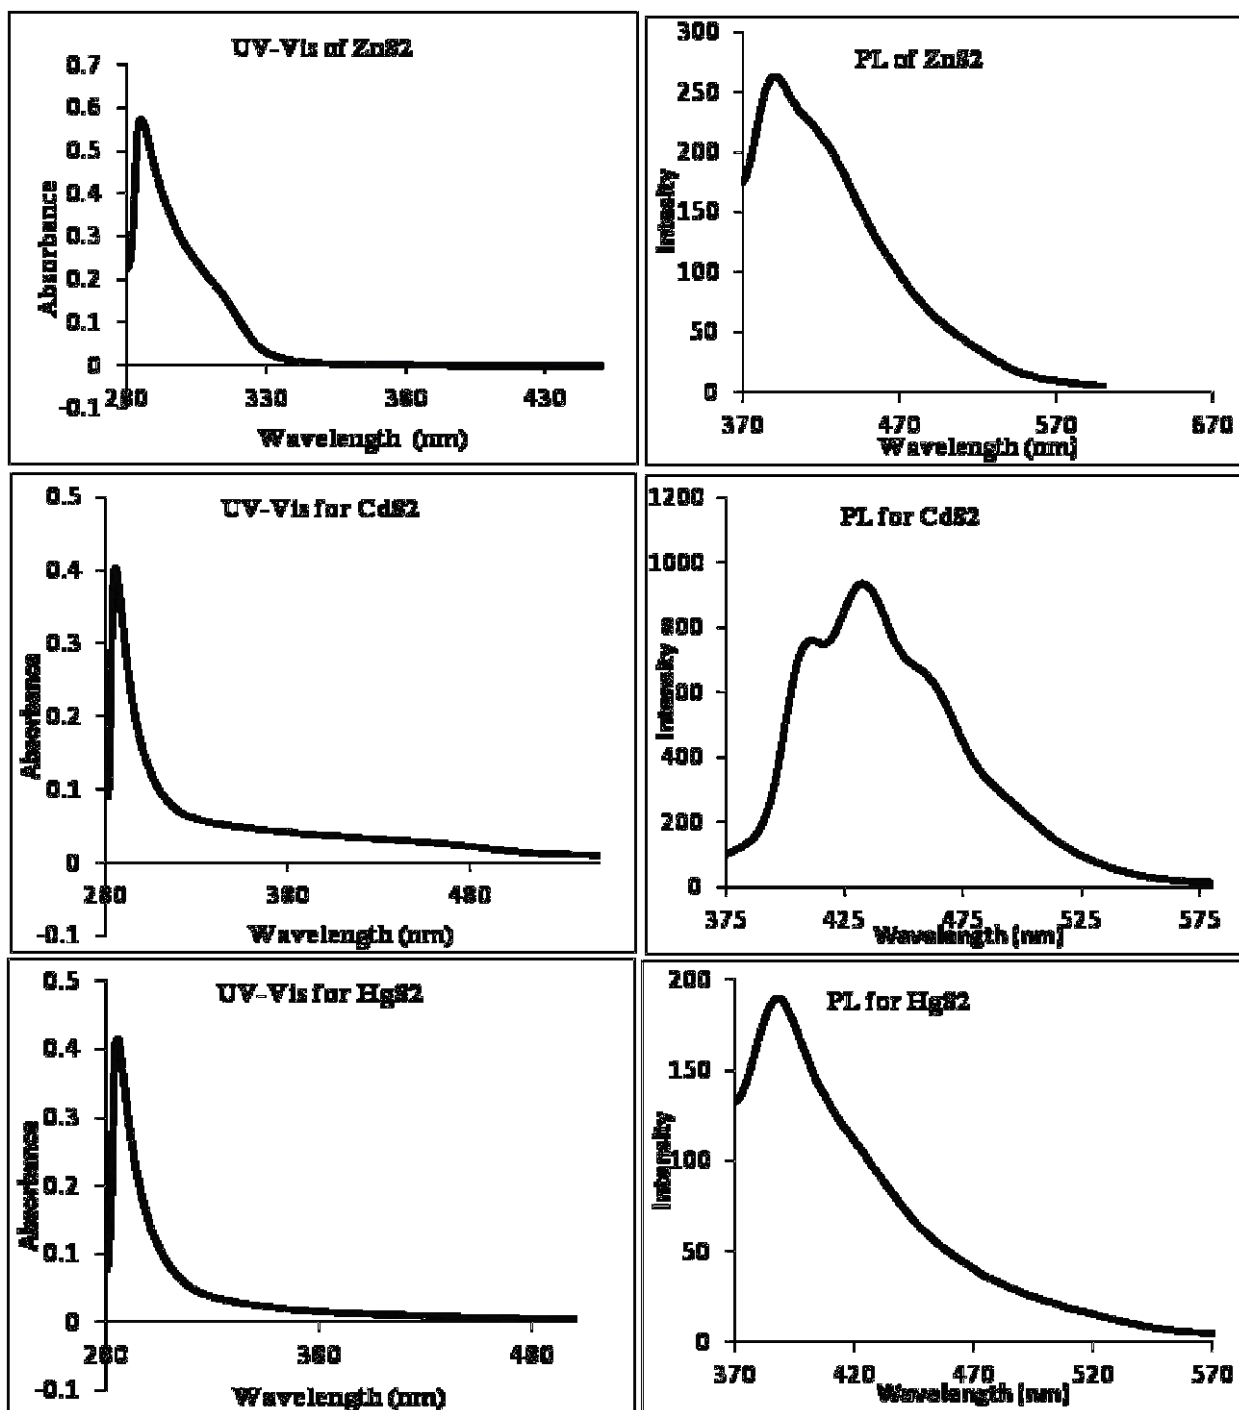 UV-Vis of ZnS2
0.7
0.6
0.5
0.4
0.3
0.2
0.1
0
-0.1
Absorbance
280 330 380 430
Wavelength (nm)
PL of ZnS2
300
250
200
150
100
50
0
Intesity
370 470 570 670
Wavelength (nm)
UV-Vis for CdS2
0.5
0.4
0.3
0.2
0.1
0
-0.1
Absorbance
280 380 480
Wavelength (nm)
PL for CdS2
1200
1000
800
600
400
200
0
Intensity
375 425 475 525 575
Wavelength (nm)
UV-Vis for HgS2
0.5
0.4
0.3
0.2
0.1
0
-0.1
Absorbance
280 380 480
Wavelength (nm)
PL for HgS2
200
150
100
50
0
Intensity
370 420 470 520 570
Wavelength (nm)